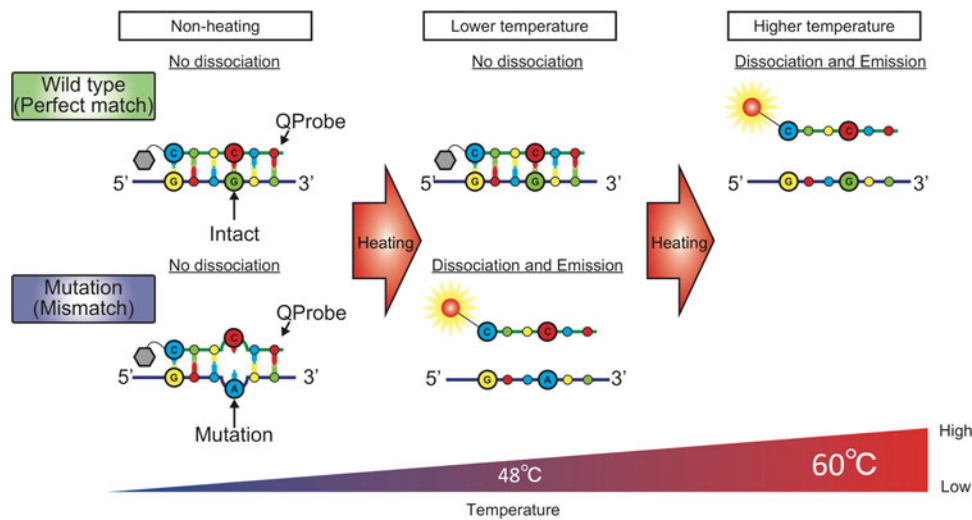 Non-heating
Lower temperature
Higher temperature
No dissociation
No dissociation
Dissociation and Emission
Wild type
(Perfect match)
QProbe
C C
G G
5’ 3’
Intact
C C
G G
5’ 3’
C C
G G
5’ 3’
Heating
Heating
No dissociation
Dissociation and Emission
Mutation
(Mismatch)
QProbe
C C
G A
5’ 3’
Mutation
C C
G A
5’ 3’
High
Low
48℃
60℃
Temperature